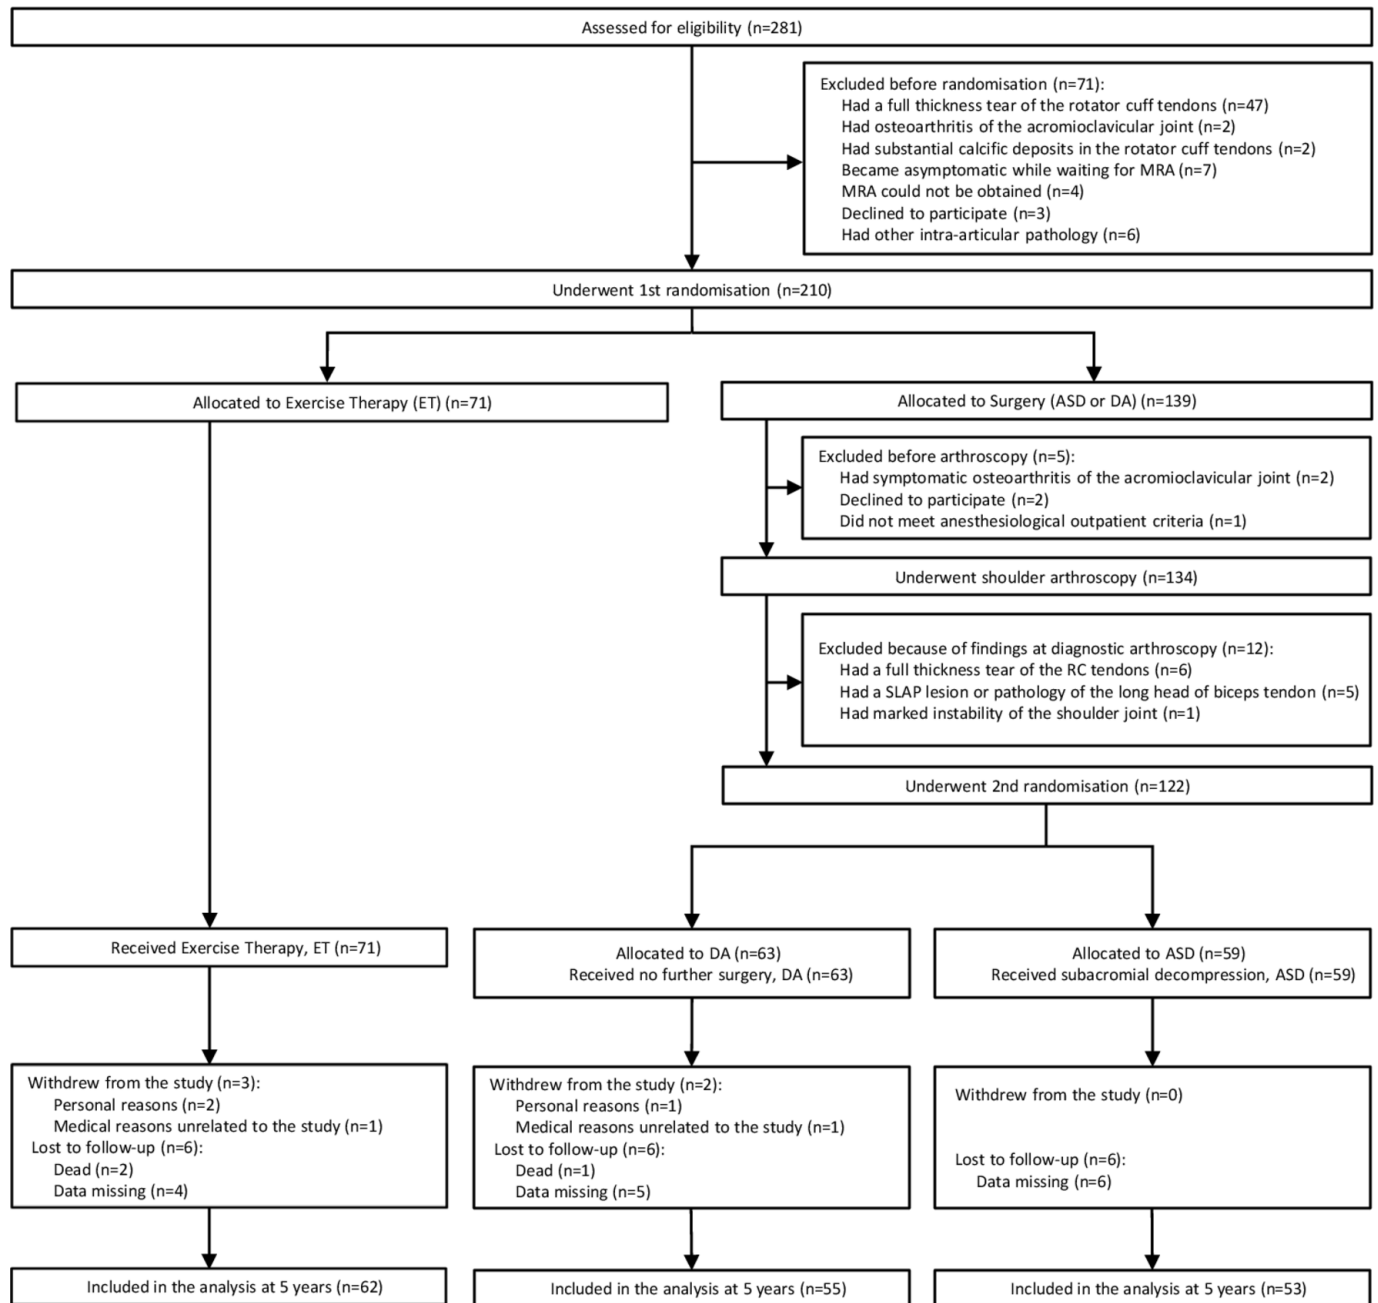 Assessed for eligibility (n=281)
Excluded before randomisation (n=71):
Had a full thickness tear of the rotator cuff tendons (n=47)
Had osteoarthritis of the acromioclavicular joint (n=2)
Had substantial calcific deposits in the rotator cuff tendons (n=2)
Became asymptomatic while waiting for MRA (n=7)
MRA could not be obtained (n=4)
Declined to participate (n=3)
Had other intra-articular pathology (n=6)
Underwent 1st randomisation (n=210)
Allocated to Exercise Therapy (ET) (n=71)
Allocated to Surgery (ASD or DA) (n=139)
Excluded before arthroscopy (n=5):
Had symptomatic osteoarthritis of the acromioclavicular joint (n=2)
Declined to participate (n=2)
Did not meet anesthesiological outpatient criteria (n=1)
Underwent shoulder arthroscopy (n=134)
Excluded because of findings at diagnostic arthroscopy (n=12):
Had a full thickness tear of the RC tendons (n=6)
Had a SLAP lesion or pathology of the long head of biceps tendon (n=5)
Had marked instability of the shoulder joint (n=1)
Underwent 2nd randomisation (n=122)
Received Exercise Therapy, ET (n=71)
Allocated to DA (n=63)
Received no further surgery, DA (n=63)
Allocated to ASD (n=59)
Received subacromial decompression, ASD (n=59)
Withdrew from the study (n=3):
Personal reasons (n=2)
Medical reasons unrelated to the study (n=1)
Lost to follow-up (n=6):
Dead (n=2)
Data missing (n=4)
Withdrew from the study (n=2):
Personal reasons (n=1)
Medical reasons unrelated to the study (n=1)
Lost to follow-up (n=6):
Dead (n=1)
Data missing (n=5)
Withdrew from the study (n=0)
Lost to follow-up (n=6):
Data missing (n=6)
Included in the analysis at 5 years (n=62)
Included in the analysis at 5 years (n=55)
Included in the analysis at 5 years (n=53)